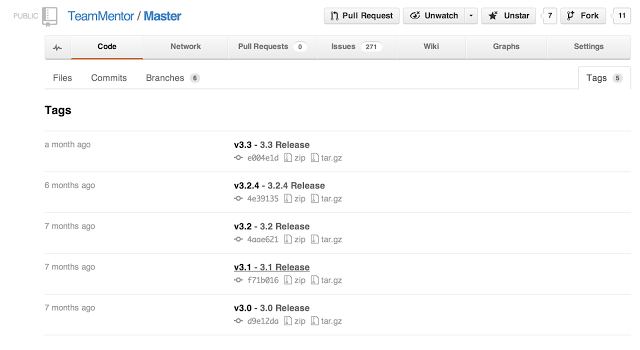 PUBLIC TeamMentor / Master Pull Request Unwatch Unstar 7 Fork 11
Code Network Pull Requests 0 Issues 271 Wiki Graphs Settings
Files Commits Branches 6 Tags 5
Tags
a month ago v3.3 - 3.3 Release
e004e1d zip tar.gz
6 months ago v3.2.4 - 3.2.4 Release
4e39135 zip tar.gz
7 months ago v3.2 - 3.2 Release
4aae621 zip tar.gz
7 months ago v3.1 - 3.1 Release
f71b016 zip tar.gz
7 months ago v3.0 - 3.0 Release
d9e12da zip tar.gz